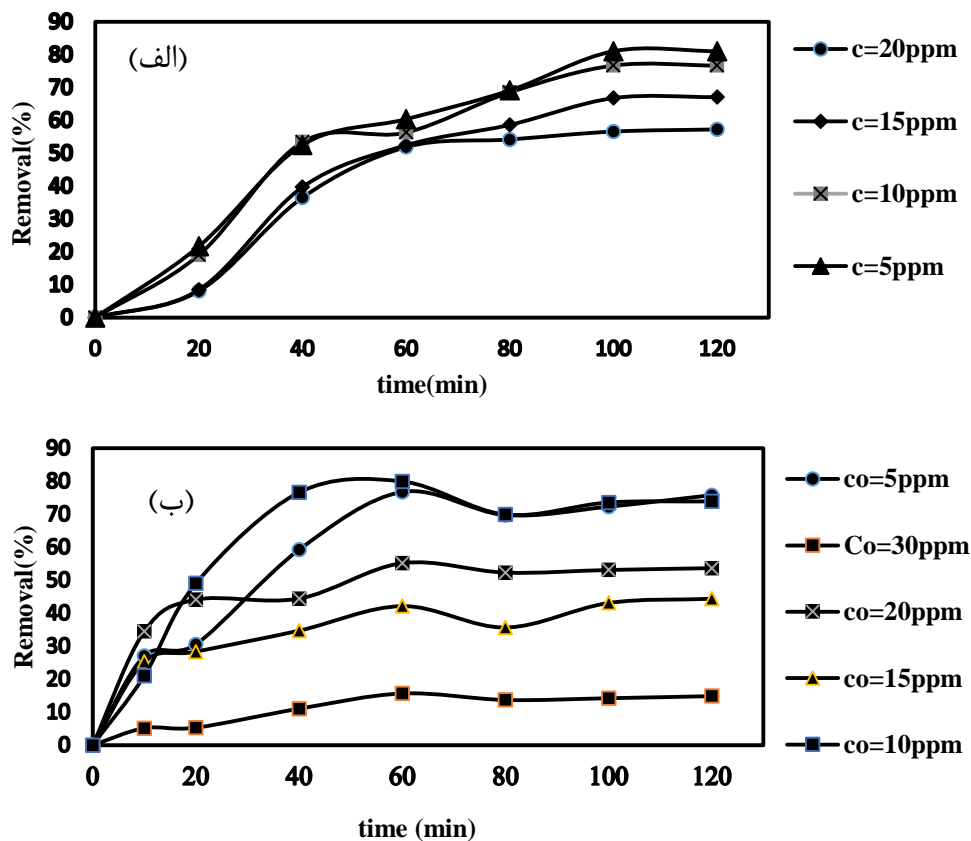 90
80
70
60
50
40
30
20
10
0
Removal(%)
(الف)
0 20 40 60 80 100 120
time(min)
c=20ppm
c=15ppm
c=10ppm
c=5ppm
90
80
70
60
50
40
30
20
10
0
Removal(%)
(ب)
0 20 40 60 80 100 120
time (min)
co=5ppm
Co=30ppm
co=20ppm
co=15ppm
co=10ppm